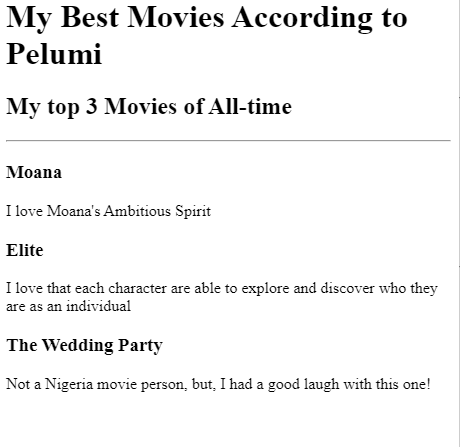 My Best Movies According to
Pelumi
My top 3 Movies of All-time
Moana
I love Moana's Ambitious Spirit
Elite
I love that each character are able to explore and discover who they
are as an individual
The Wedding Party
Not a Nigeria movie person, but, I had a good laugh with this one!